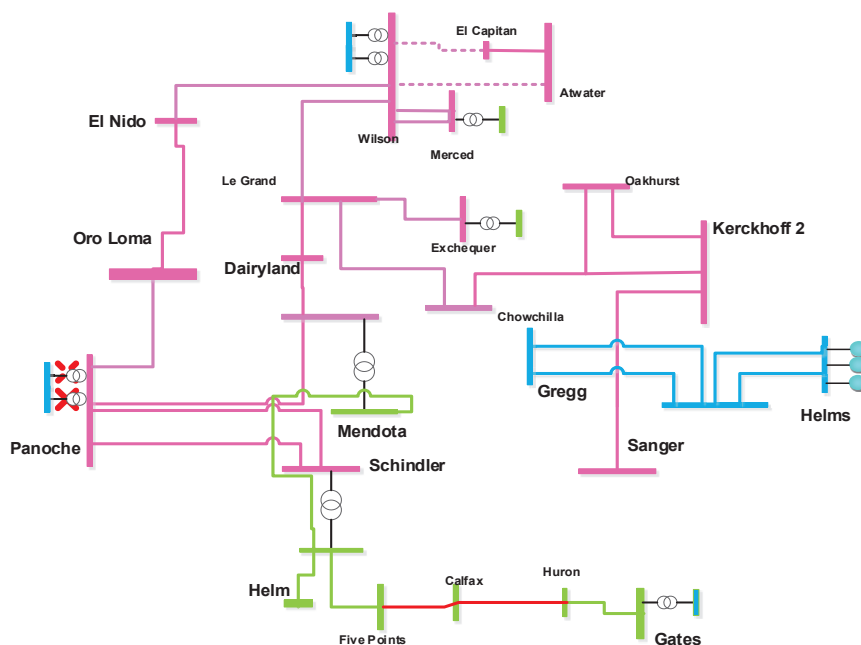 El Capitan
Atwater
El Nido
Wilson
Merced
Le Grand
Oakhurst
Kerckhoff 2
Oro Loma
Exchequer
Dairyland
Chowchilla
Gregg
Helms
Mendota
Panoche
Sanger
Schindler
Helm
Calfax
Huron
Five Points
Gates